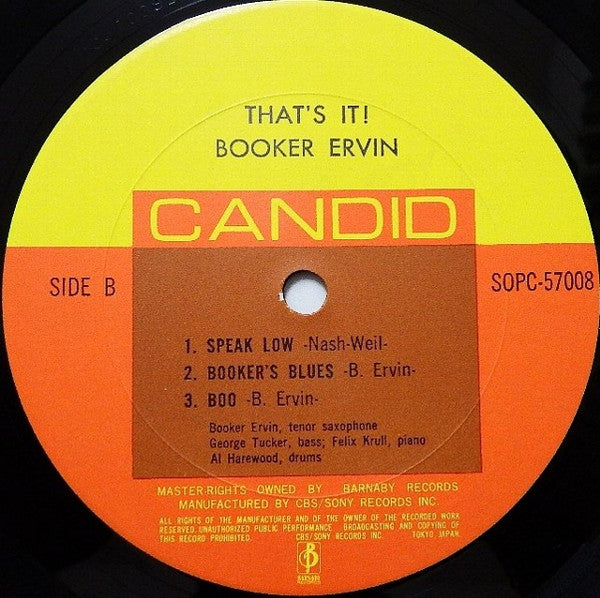 THAT'S IT!
BOOKER ERVIN
CANDID
SIDE B
SOPC-57008
1. SPEAK LOW -Nash-Weil-
2. BOOKER'S BLUES -B. Ervin-
3. BOO -B. Ervin-
Booker Ervin, tenor saxophone
George Tucker, bass; Felix Krull, piano
Al Harewood, drums
MASTER-RIGHTS OWNED BY BARNABY RECORDS
MANUFACTURED BY CBS/SONY RECORDS INC.
ALL RIGHTS OF THE MANUFACTURER AND OF THE OWNER OF THE RECORDED WORK
RESERVED. UNAUTHORIZED PUBLIC PERFORMANCE BROADCASTING AND COPYING OF
THIS RECORD PROHIBITED. CBS/SONY RECORDS INC. TOKYO JAPAN.
B